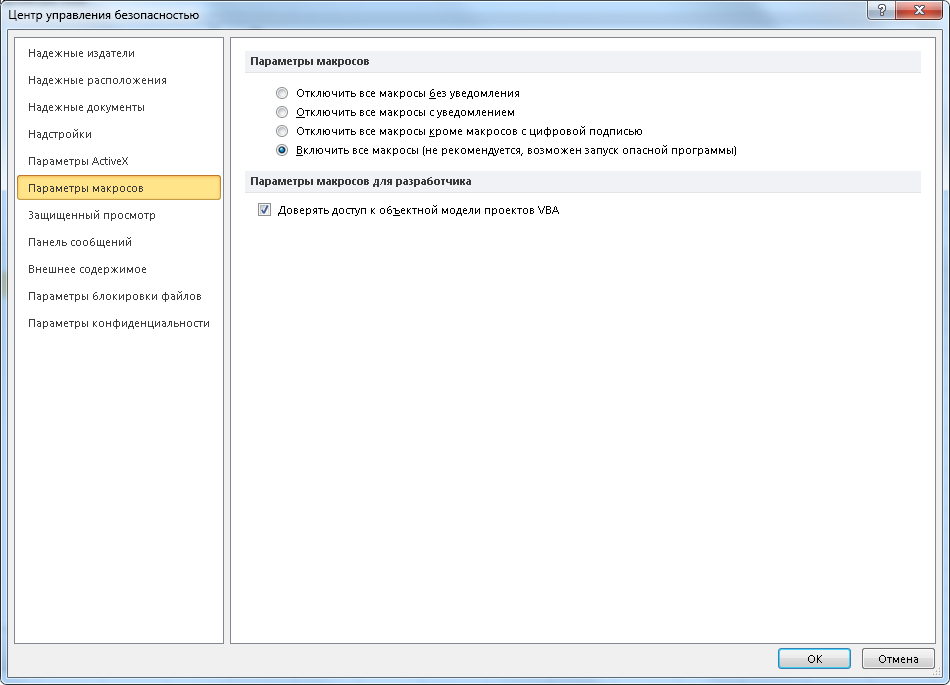 Центр управления безопасностью
?
Надежные издатели
Надежные расположения
Надежные документы
Надстройки
Параметры ActiveX
Параметры макросов
Защищенный просмотр
Панель сообщений
Внешнее содержимое
Параметры блокировки файлов
Параметры конфиденциальности
Параметры макросов
Отключить все макросы без уведомления
Отключить все макросы с уведомлением
Отключить все макросы кроме макросов с цифровой подписью
Включить все макросы (не рекомендуется, возможен запуск опасной программы)
Параметры макросов для разработчика
Доверять доступ к объектной модели проектов VBA
ОК
Отмена